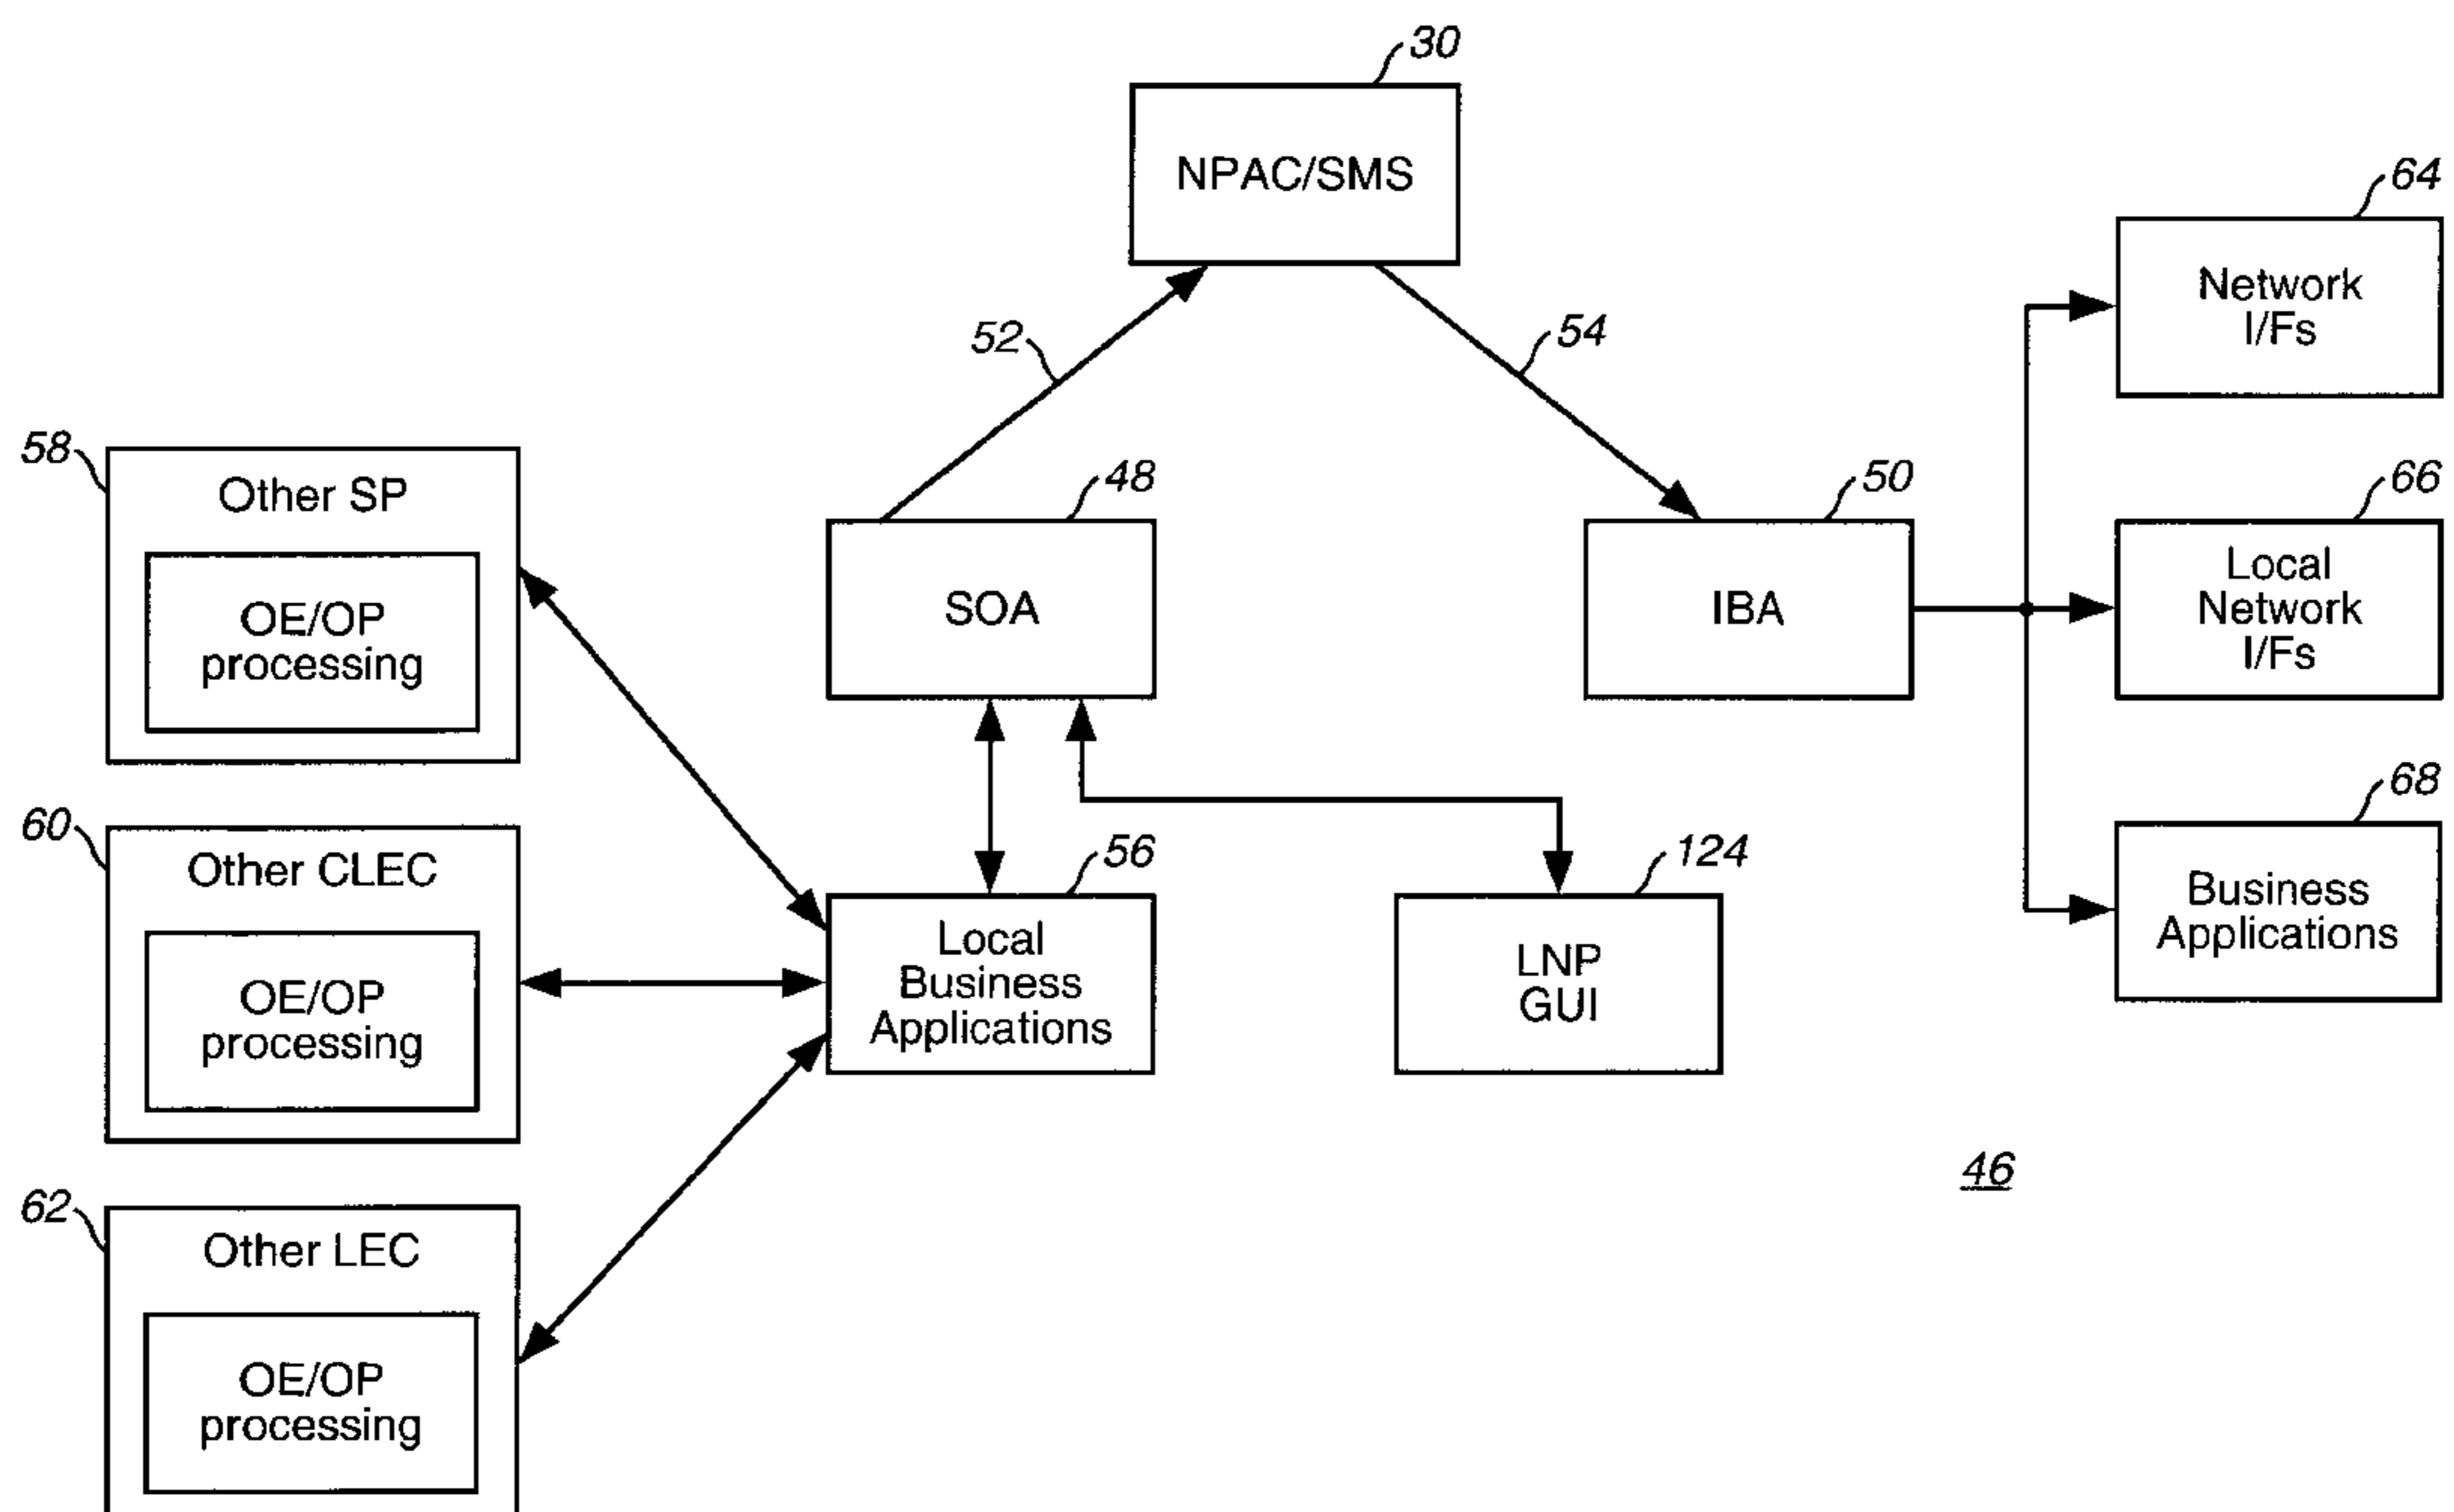 30
NPAC/SMS
64
Network
I/Fs
52
54
58
Other SP
OE/OP
processing
48
SOA
50
IBA
66
Local
Network
I/Fs
60
Other CLEC
OE/OP
processing
56
Local
Business
Applications
124
LNP
GUI
68
Business
Applications
46
62
Other LEC
OE/OP
processing